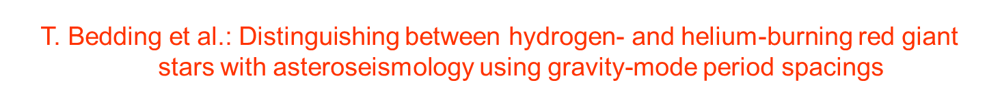 T. Bedding et al.: Distinguishing between hydrogen- and helium-burning red giant
stars with asteroseismology using gravity-mode period spacings